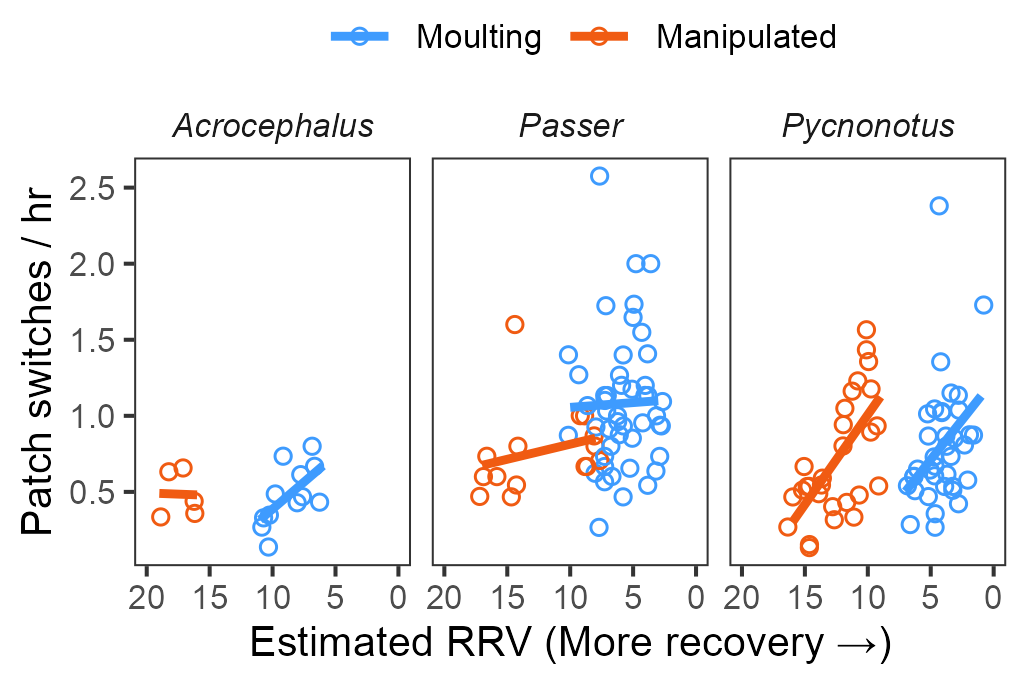 Moulting Manipulated
Acrocephalus Passer Pycnonotus
Patch switches / hr
2.5
2.0
1.5
1.0
0.5
20 15 10 5 0 20 15 10 5 0 20 15 10 5 0
Estimated RRV (More recovery →)